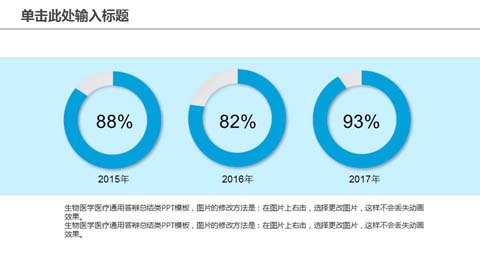 单击此处输入标题
88%
82%
93%
2015年
2016年
2017年
生物医学医疗通用答辩总结类PPT模板，图片的修改方法是：在图片上右击，选择更改图片，这样不会丢失动画
效果。
生物医学医疗通用答辩总结类PPT模板，图片的修改方法是：在图片上右击，选择更改图片，这样不会丢失动画
效果。